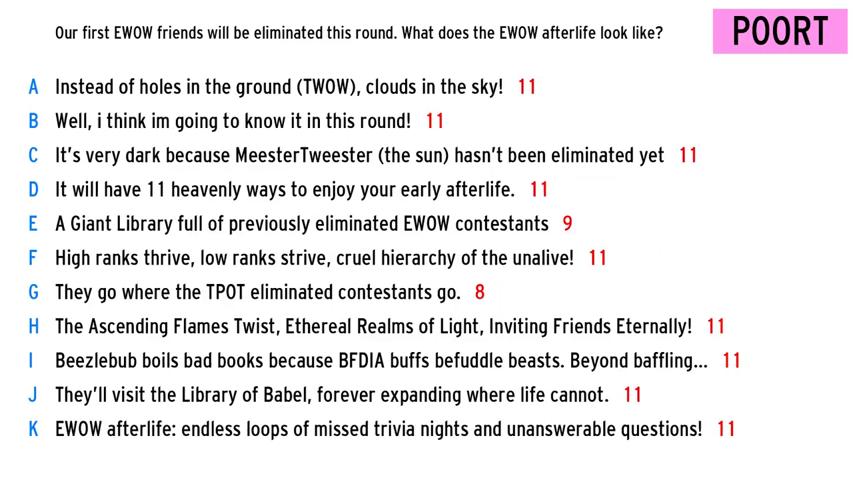 Our first EWOW friends will be eliminated this round. What does the EWOW afterlife look like?
POORT
A Instead of holes in the ground (TWOW), clouds in the sky! 11
B Well, i think im going to know it in this round! 11
C It's very dark because MeesterTweester (the sun) hasn't been eliminated yet 11
D It will have 11 heavenly ways to enjoy your early afterlife. 11
E A Giant Library full of previously eliminated EWOW contestants 9
F High ranks thrive, low ranks strive, cruel hierarchy of the unalive! 11
G They go where the TPOT eliminated contestants go. 8
H The Ascending Flames Twist, Ethereal Realms of Light, Inviting Friends Eternally! 11
I Beezlebub boils bad books because BFDIA buffs befuddle beasts. Beyond baffling... 11
J They'll visit the Library of Babel, forever expanding where life cannot. 11
K EWOW afterlife: endless loops of missed trivia nights and unanswerable questions! 11